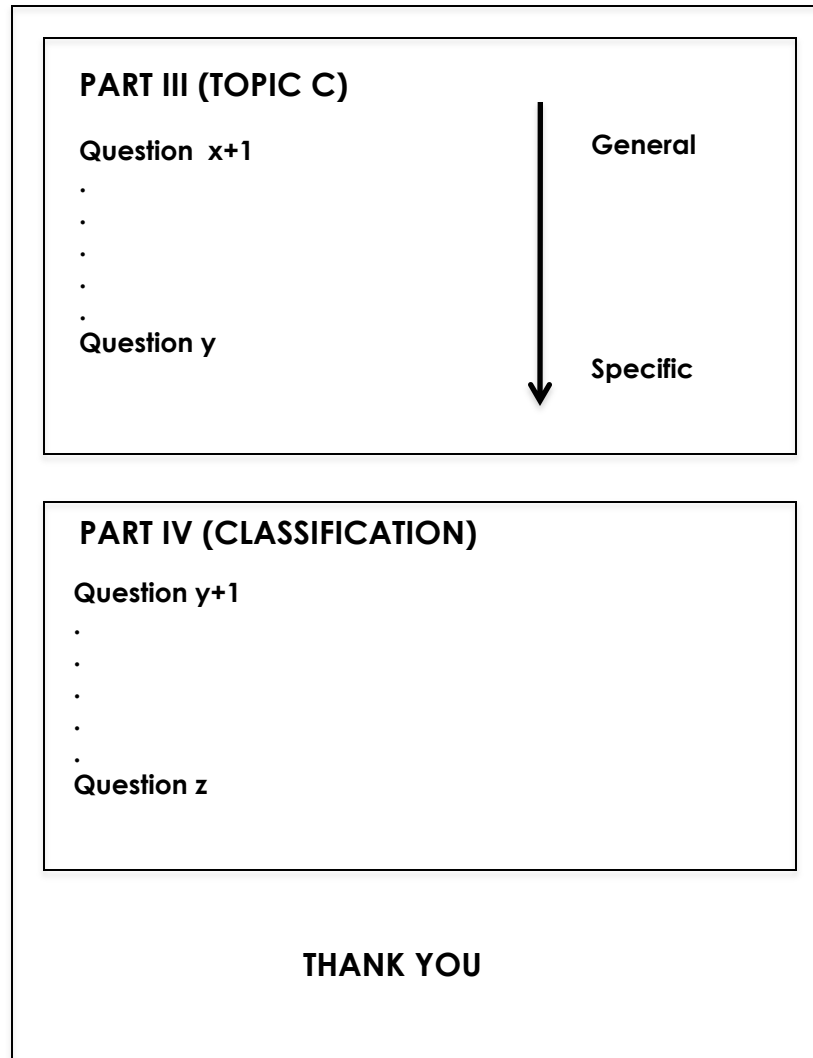 PART III (TOPIC C)
Question x+1
General
.
.
.
.
.
Question y
Specific
PART IV (CLASSIFICATION)
Question y+1
.
.
.
.
.
Question z
THANK YOU